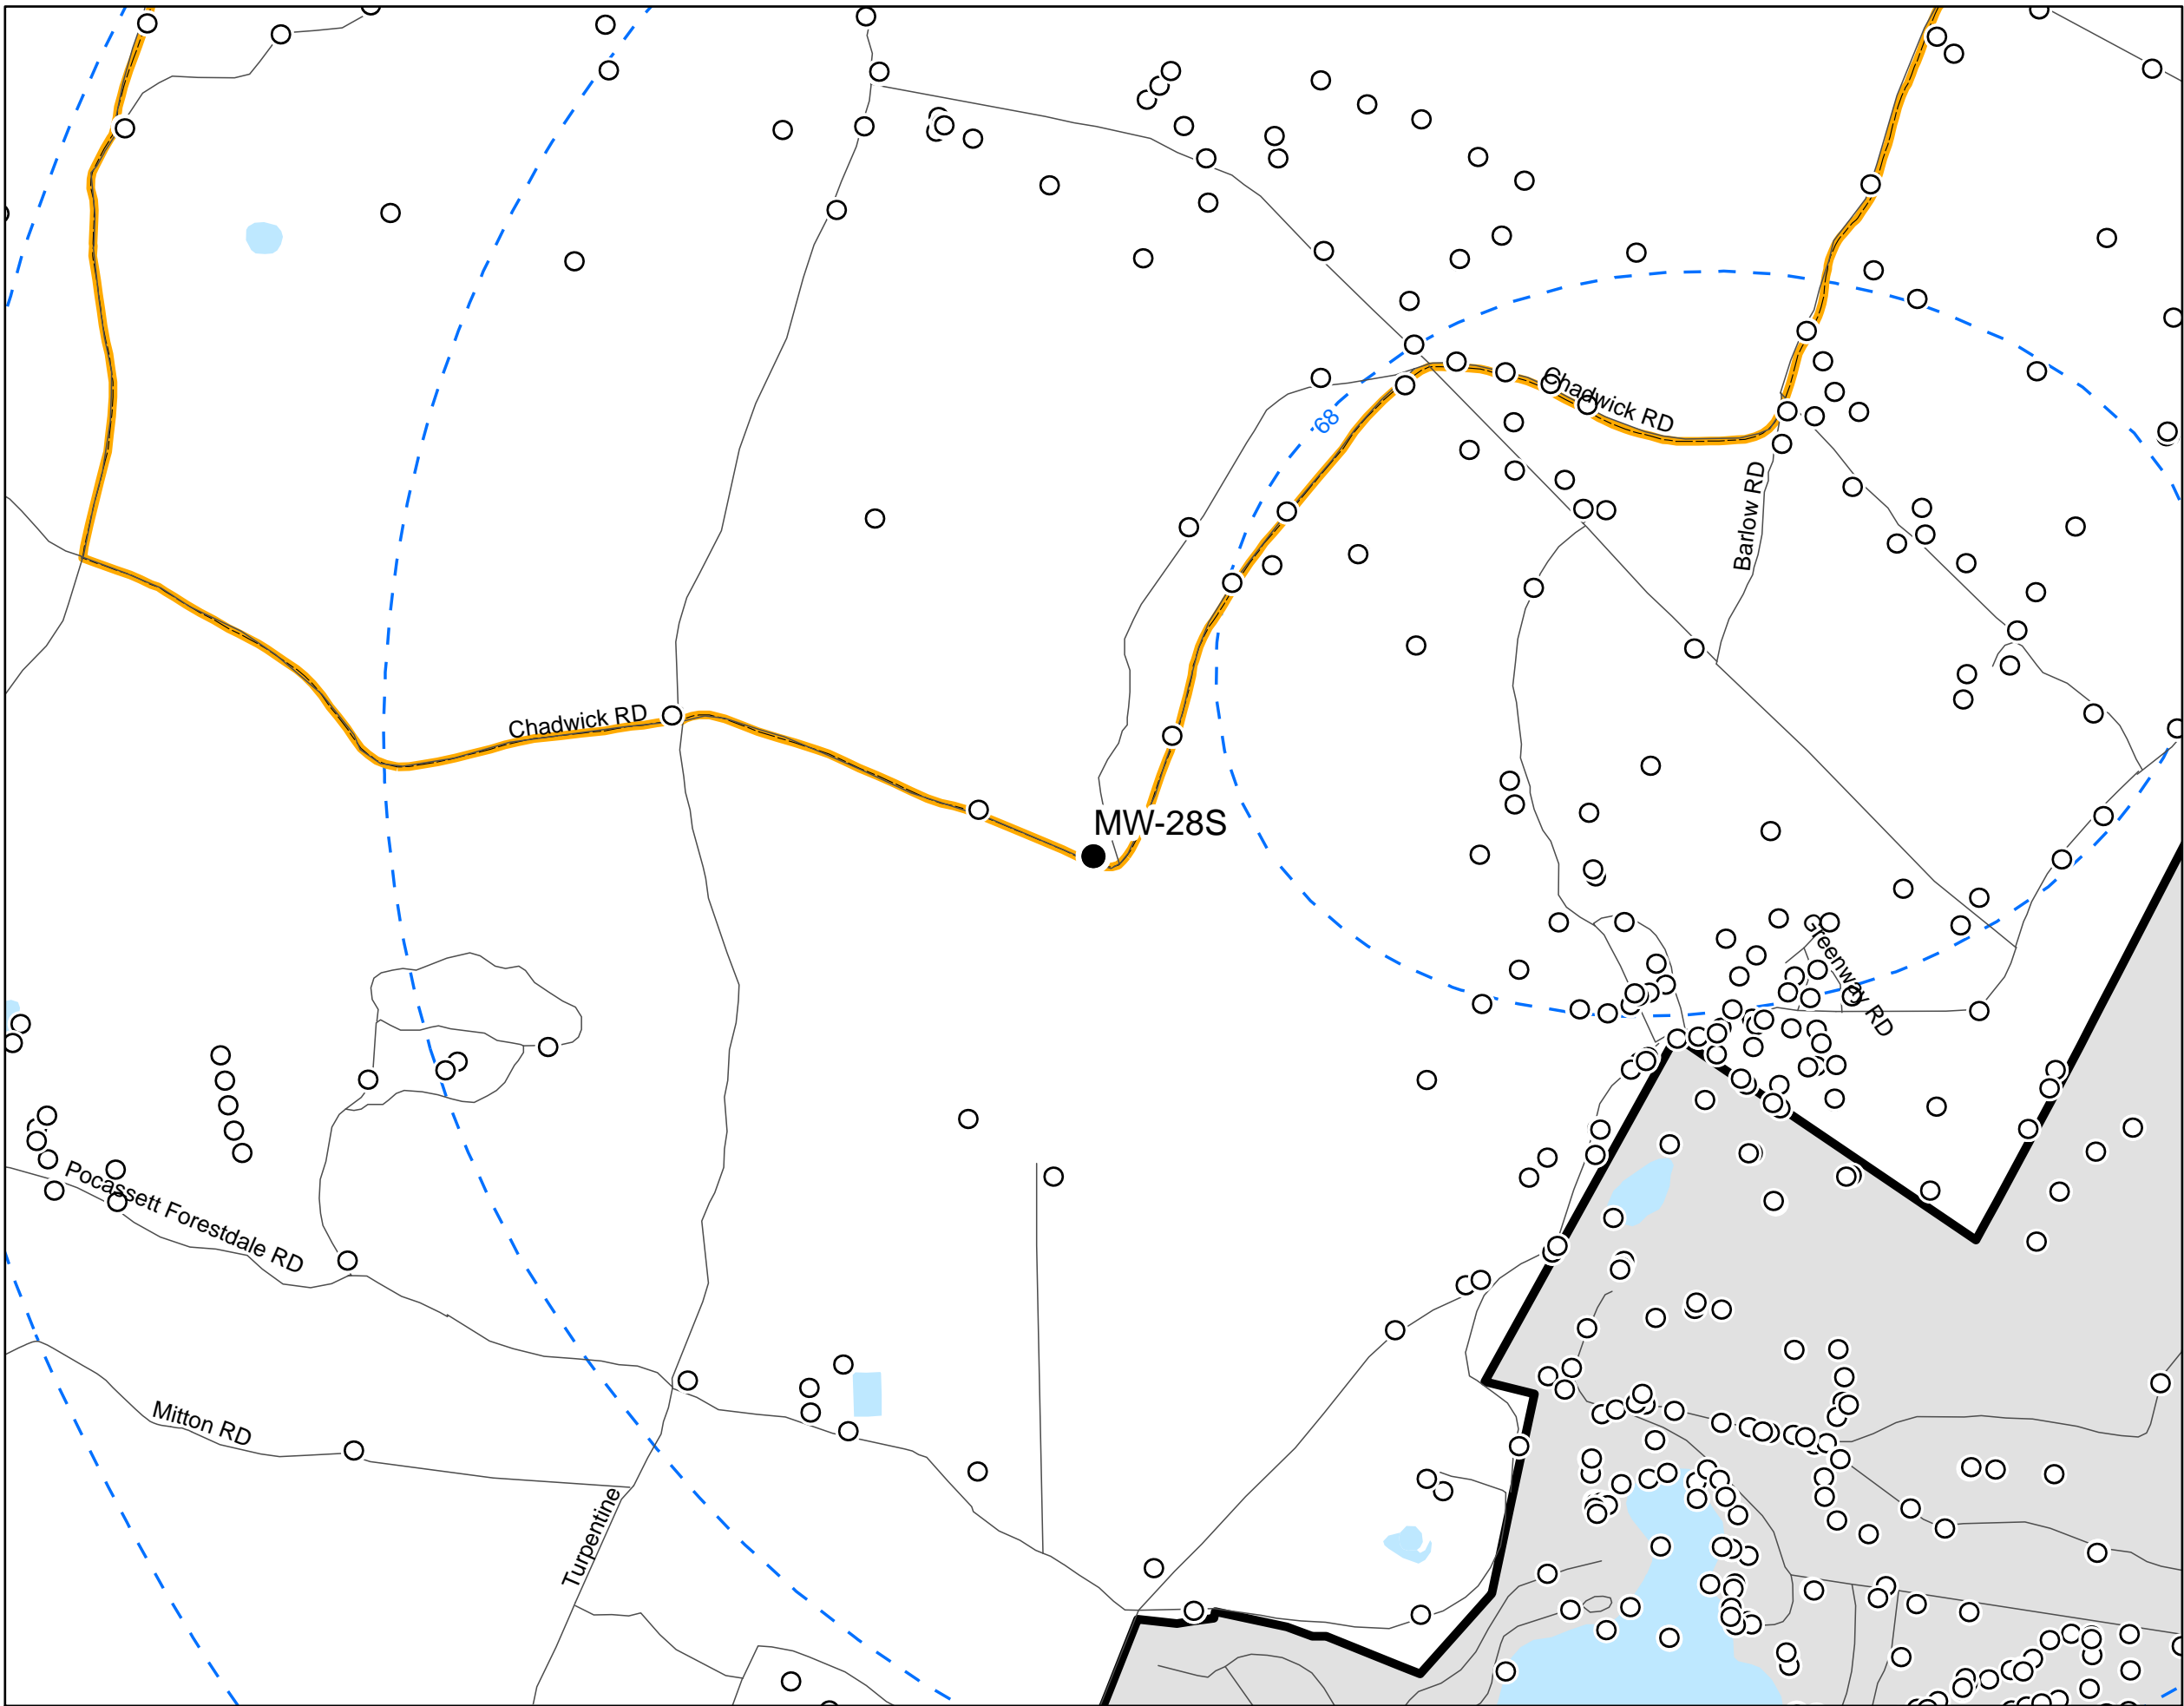 Chadwick RD
68
Barlow RD
Chadwick RD
MW-28S
Greenway RD
Pocassett Forestdale RD
Mitton RD
Turpentine